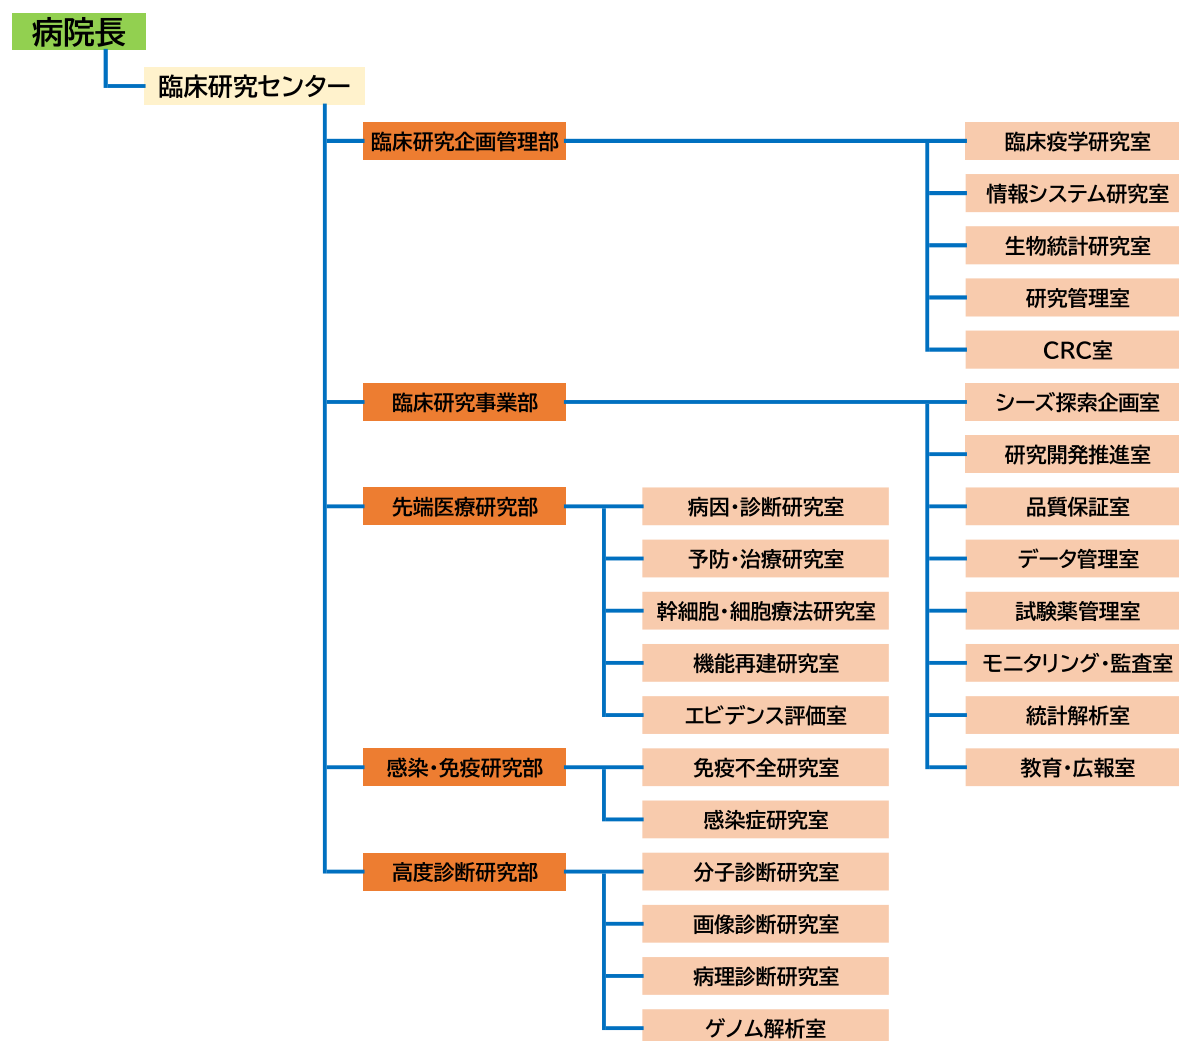 病院長
臨床研究センター
臨床研究企画管理部
臨床疫学研究室
情報システム研究室
生物統計研究室
研究管理室
CRC室
臨床研究事業部
シーズ探索企画室
研究開発推進室
品質保証室
データ管理室
試験薬管理室
モニタリング・監査室
統計解析室
教育・広報室
先端医療研究部
病因・診断研究室
予防・治療研究室
幹細胞・細胞療法研究室
機能再建研究室
エビデンス評価室
感染・免疫研究部
免疫不全研究室
感染症研究室
高度診断研究部
分子診断研究室
画像診断研究室
病理診断研究室
ゲノム解析室